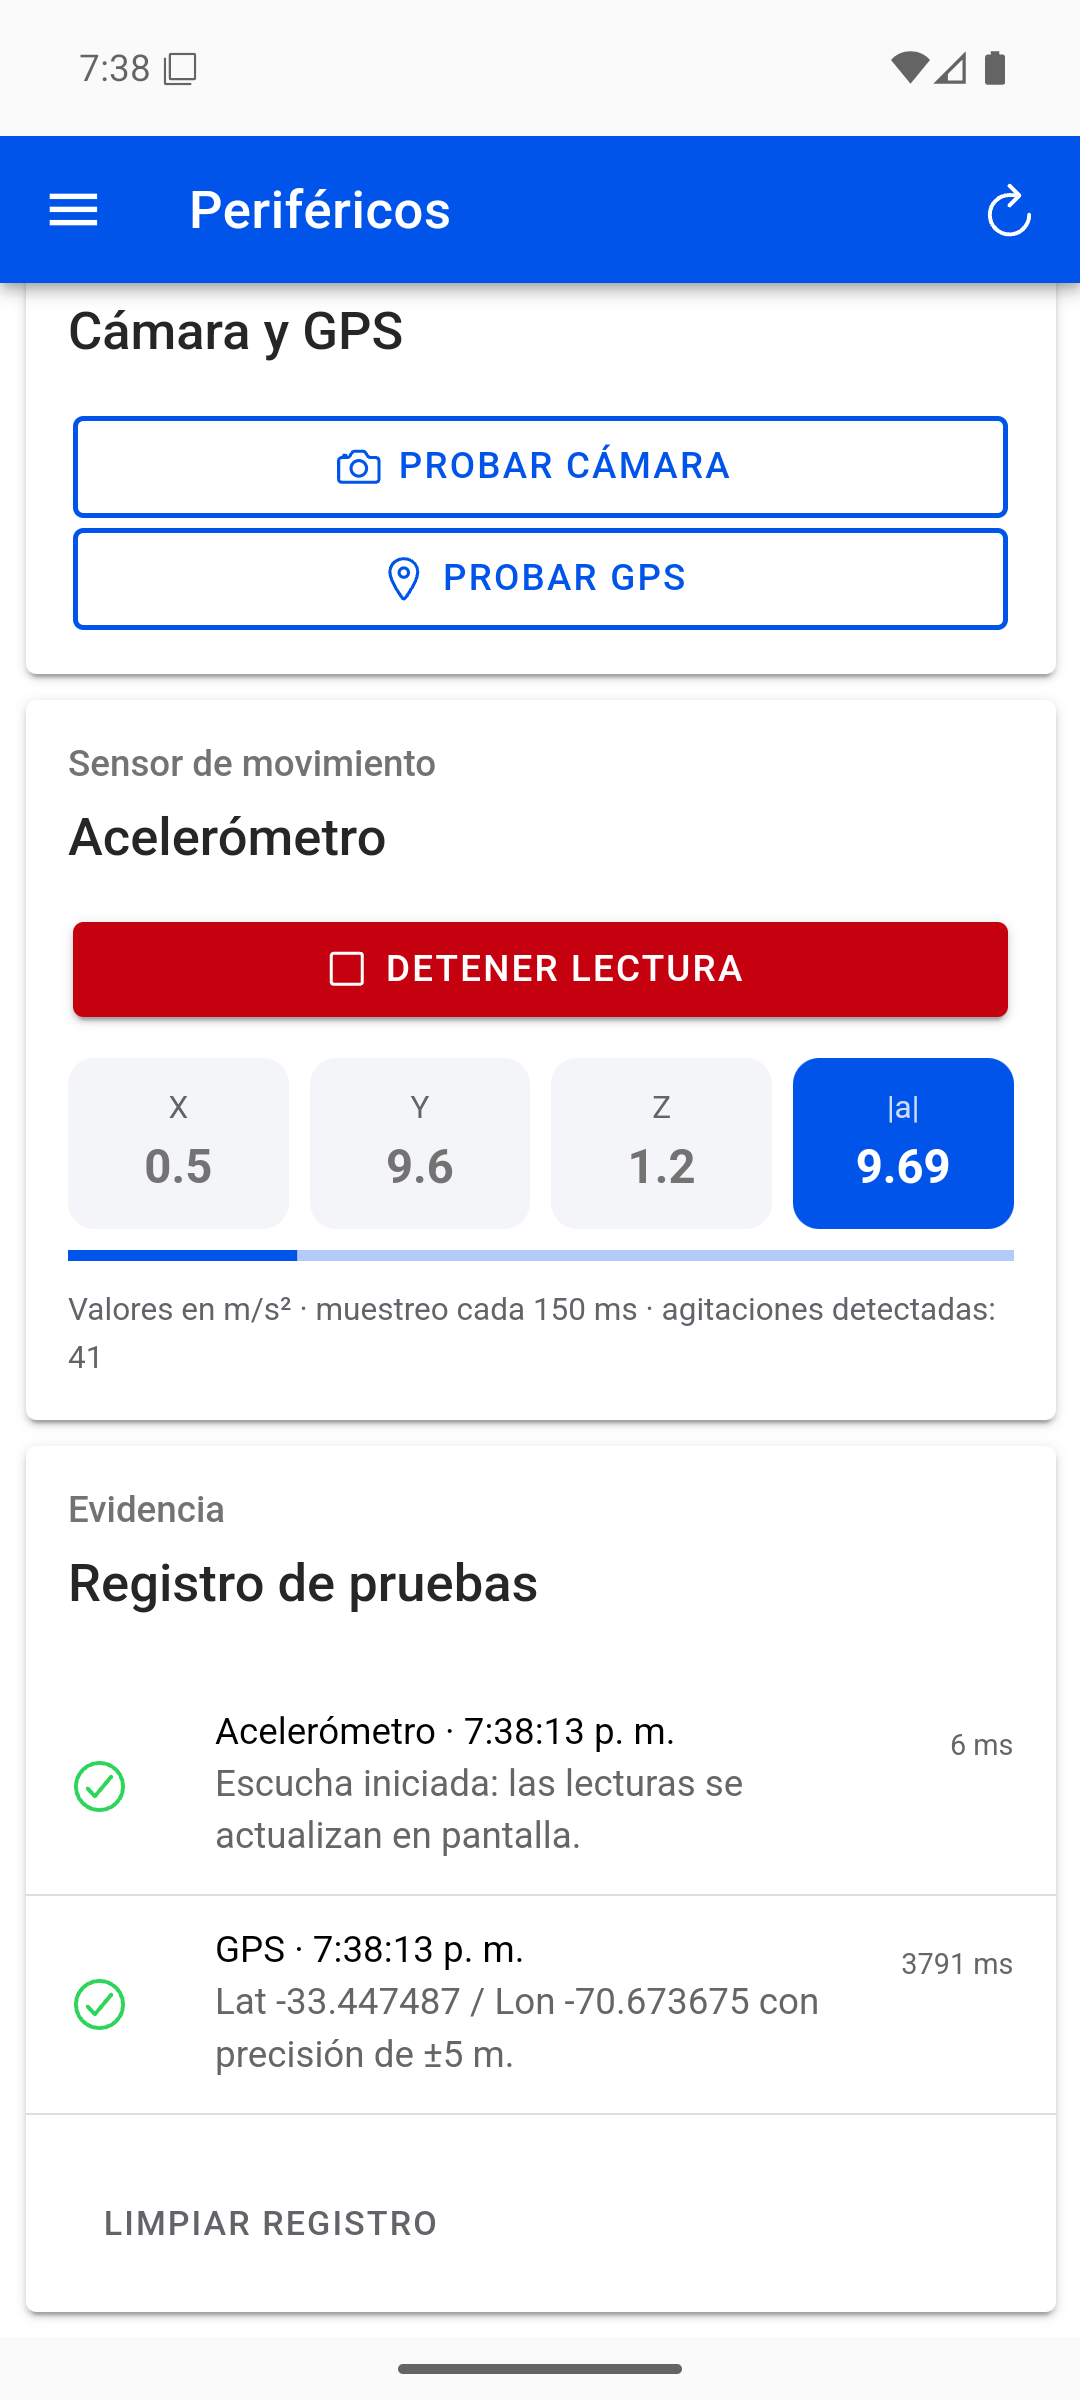 7:38
Periféricos
Cámara y GPS
PROBAR CÁMARA
PROBAR GPS
Sensor de movimiento
Acelerómetro
DETENER LECTURA
X
0.5
Y
9.6
Z
1.2
|a|
9.69
Valores en m/s² · muestreo cada 150 ms · agitaciones detectadas:
41
Evidencia
Registro de pruebas
Acelerómetro · 7:38:13 p. m.
6 ms
Escucha iniciada: las lecturas se
actualizan en pantalla.
GPS · 7:38:13 p. m.
3791 ms
Lat -33.447487 / Lon -70.673675 con
precisión de ±5 m.
LIMPIAR REGISTRO